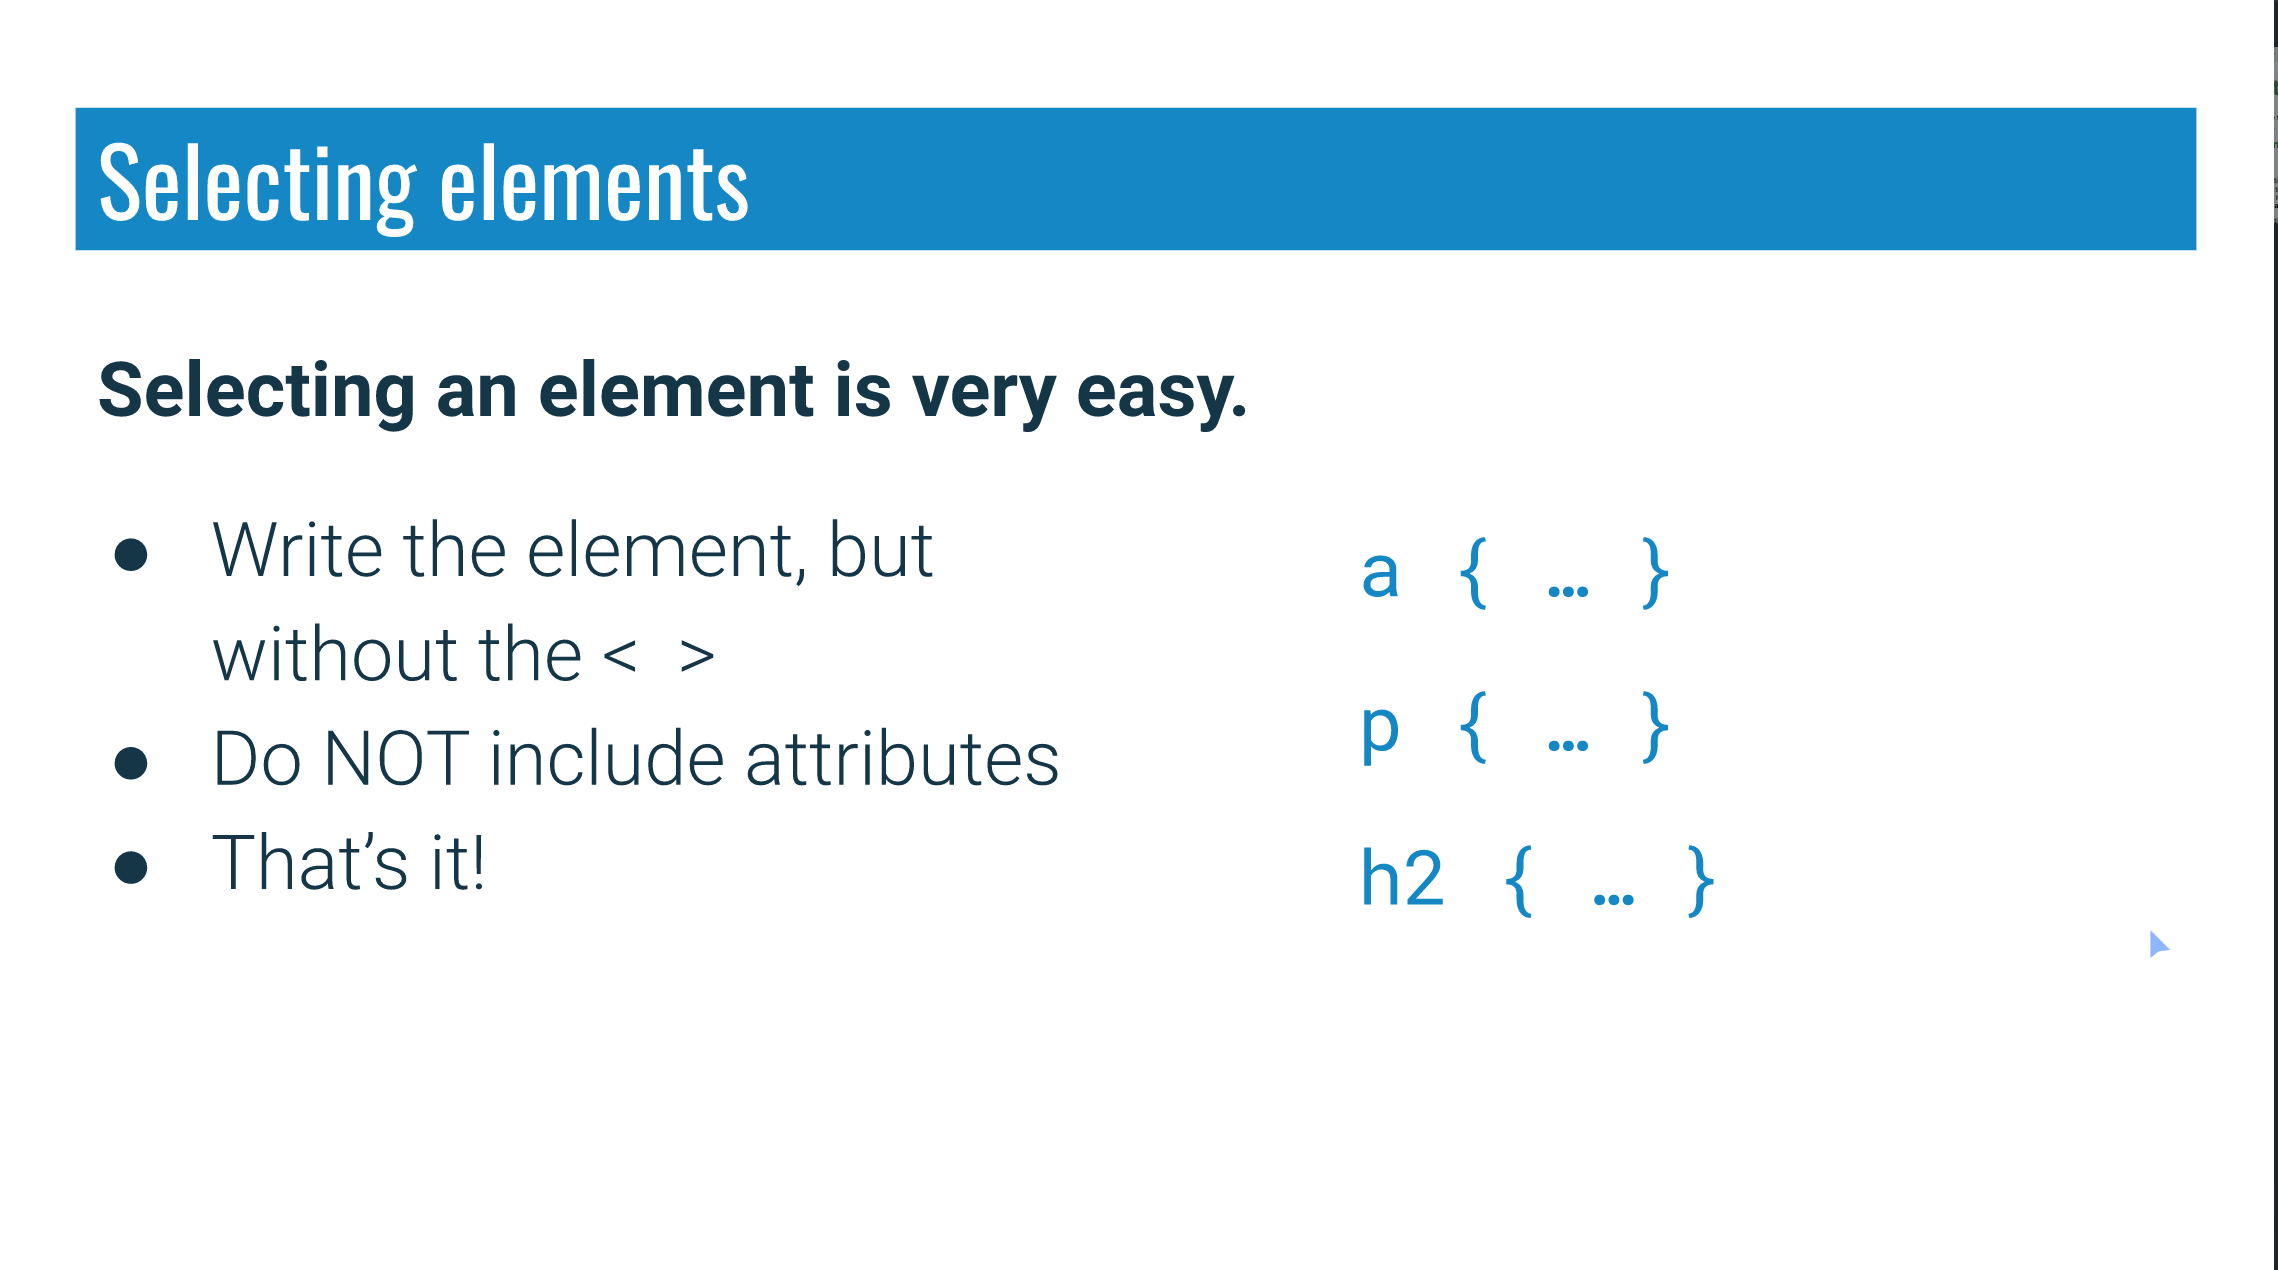 Selecting elements
Selecting an element is very easy.
● Write the element, but
without the < >
● Do NOT include attributes
● That’s it!
a { … }
p { … }
h2 { … }